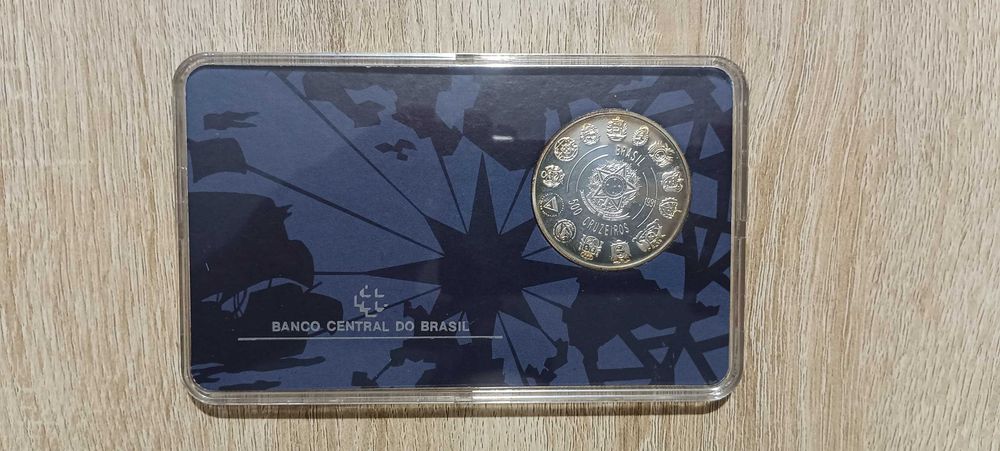 BRASIL
1991
500 CRUZEIROS
BANCO CENTRAL DO BRASIL